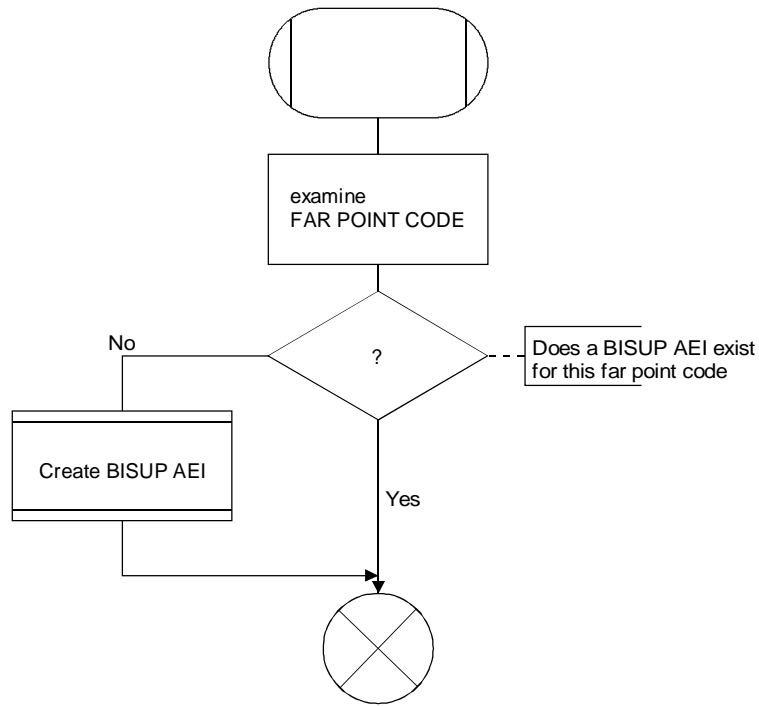 examine
FAR POINT CODE
?
Does a BISUP AEI exist
for this far point code
No
Create BISUP AEI
Yes